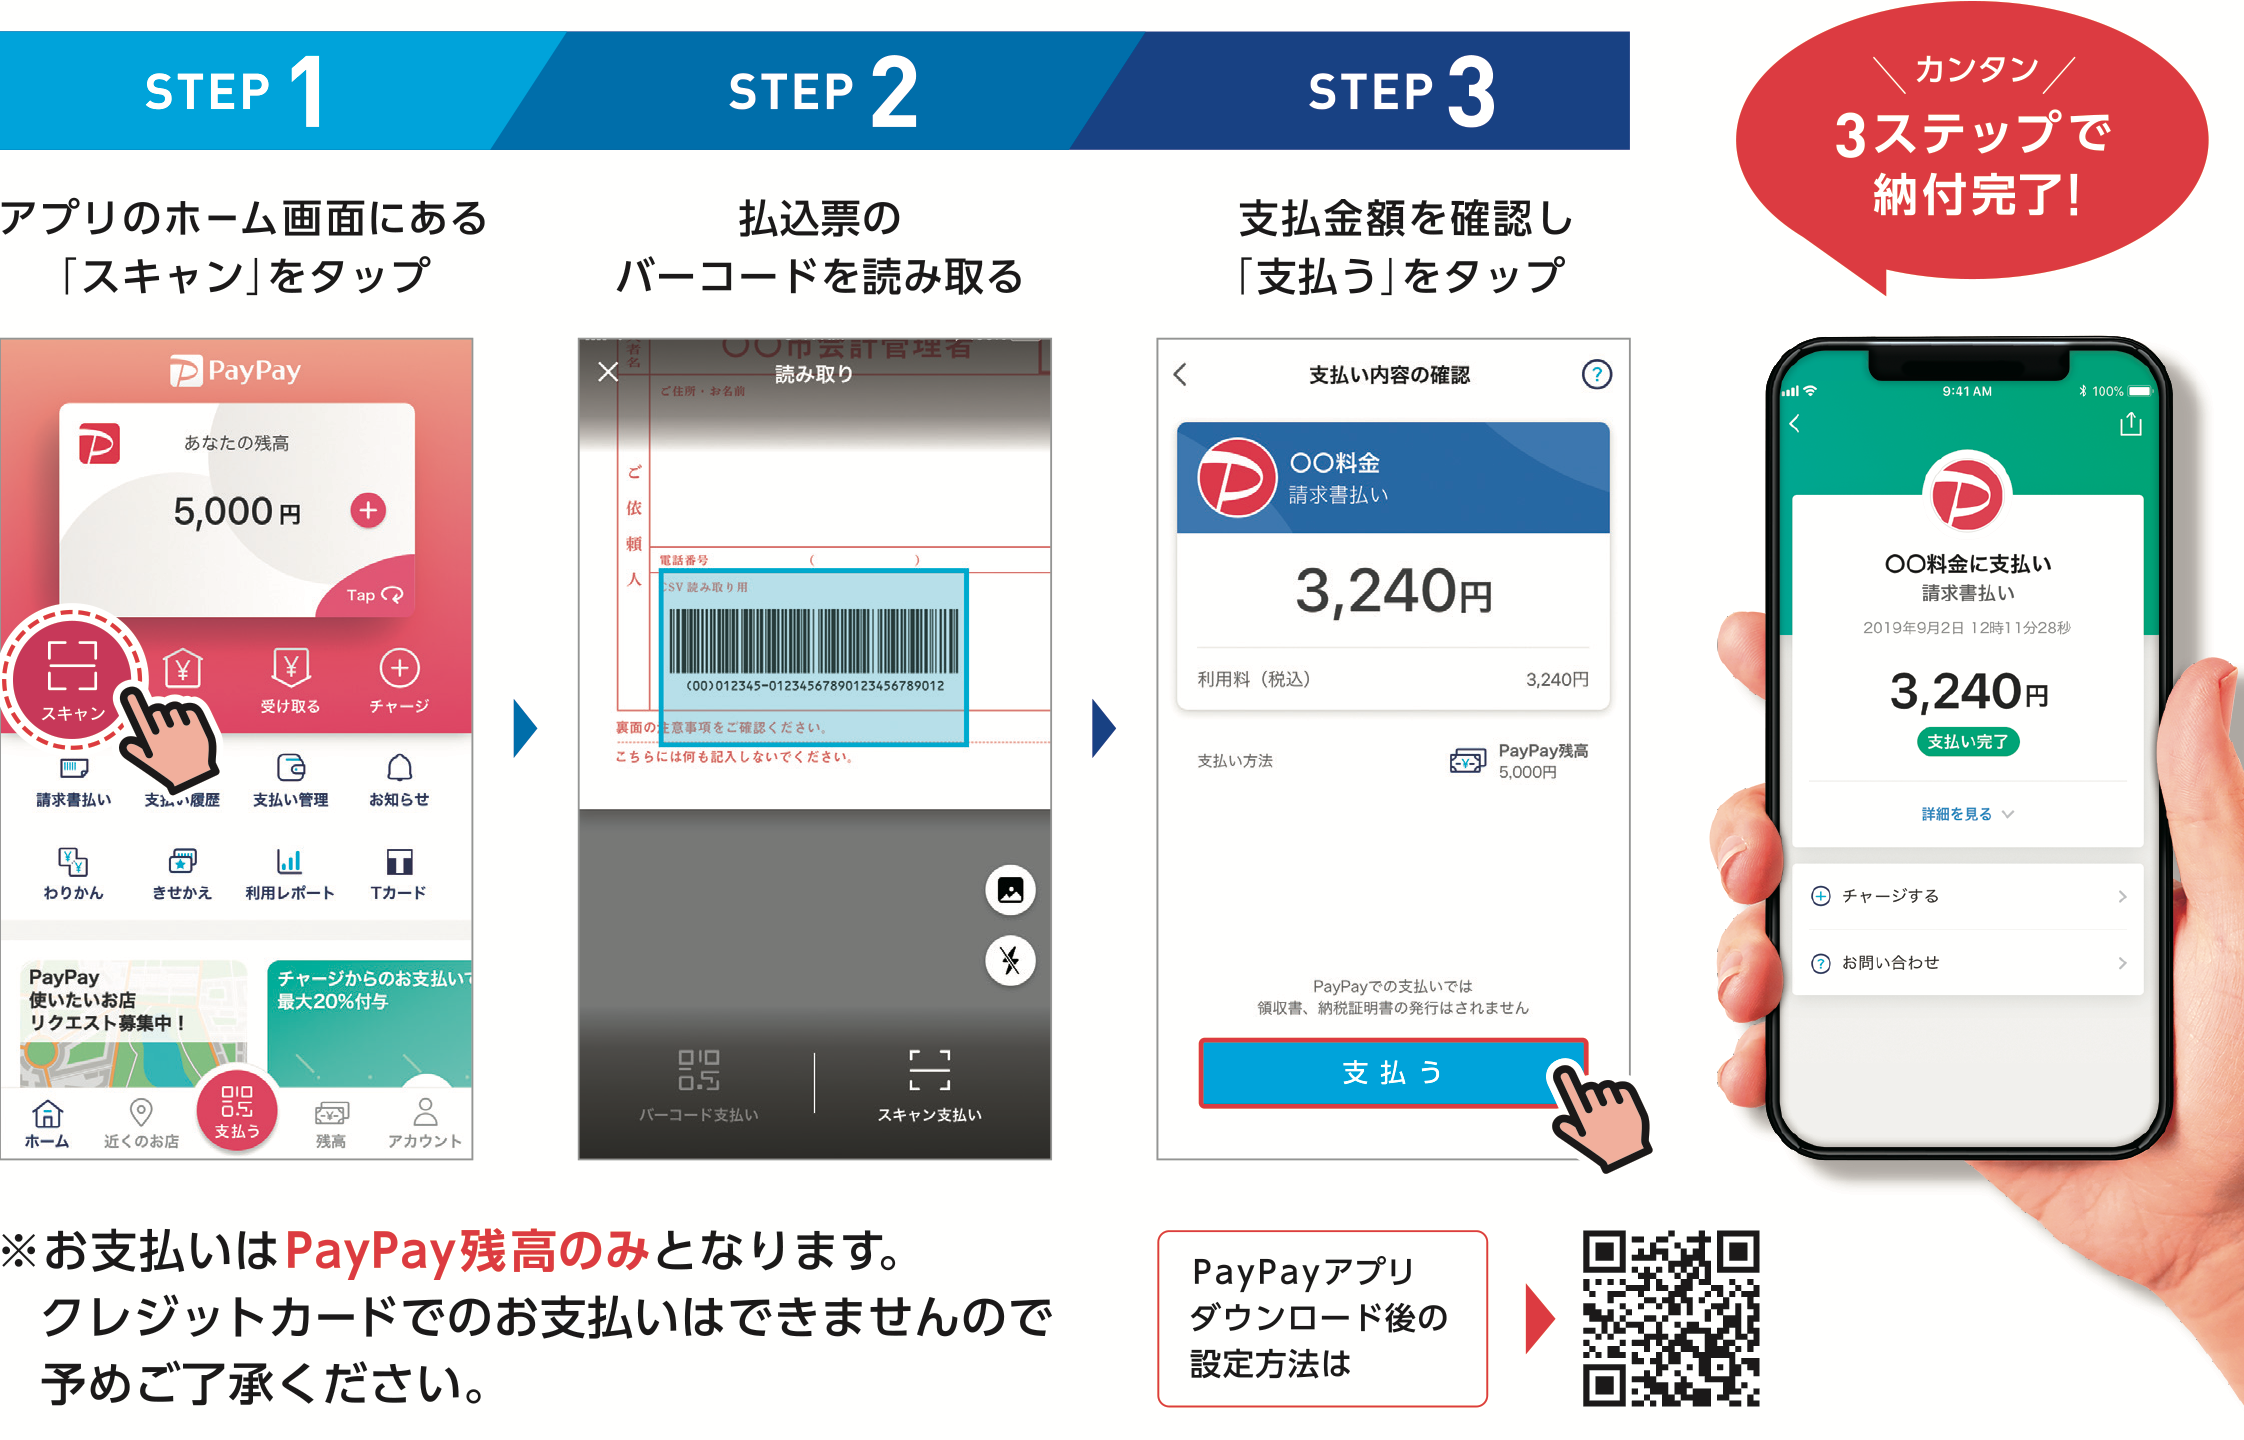 STEP 1
STEP 2
STEP 3
カンタン
3ステップで
納付完了!
アプリのホーム画面にある
「スキャン」をタップ
払込票の
バーコードを読み取る
支払金額を確認し
「支払う」をタップ
PayPay
あなたの残高
5,000円
Tap
スキャン
受け取る
チャージ
請求書払い
支払い履歴
支払い管理
お知らせ
わりかん
きせかえ
利用レポート
Tカード
PayPay
使いたいお店
リクエスト募集中！
チャージからのお支払いで
最大20%付与
ホーム
近くのお店
支払う
残高
アカウント
〇〇市会計管理者
者名
読み取り
ご住所・お名前
ご依頼人
電話番号 ( )
CSV 読み取り用
(00)012345-01234567890123456789012
裏面の注意事項をご確認ください。
こちらには何も記入しないでください。
バーコード支払い
スキャン支払い
支払い内容の確認
?
〇〇料金
請求書払い
3,240円
利用料（税込） 3,240円
支払い方法
PayPay残高
5,000円
PayPayでの支払いでは
領収書、納税証明書の発行はされません
支払う
9:41 AM
100%
〇〇料金に支払い
請求書払い
2019年9月2日 12時11分28秒
3,240円
支払い完了
詳細を見る
チャージする
お問い合わせ
※お支払いはPayPay残高のみとなります。
クレジットカードでのお支払いはできませんので
予めご了承ください。
PayPayアプリ
ダウンロード後の
設定方法は